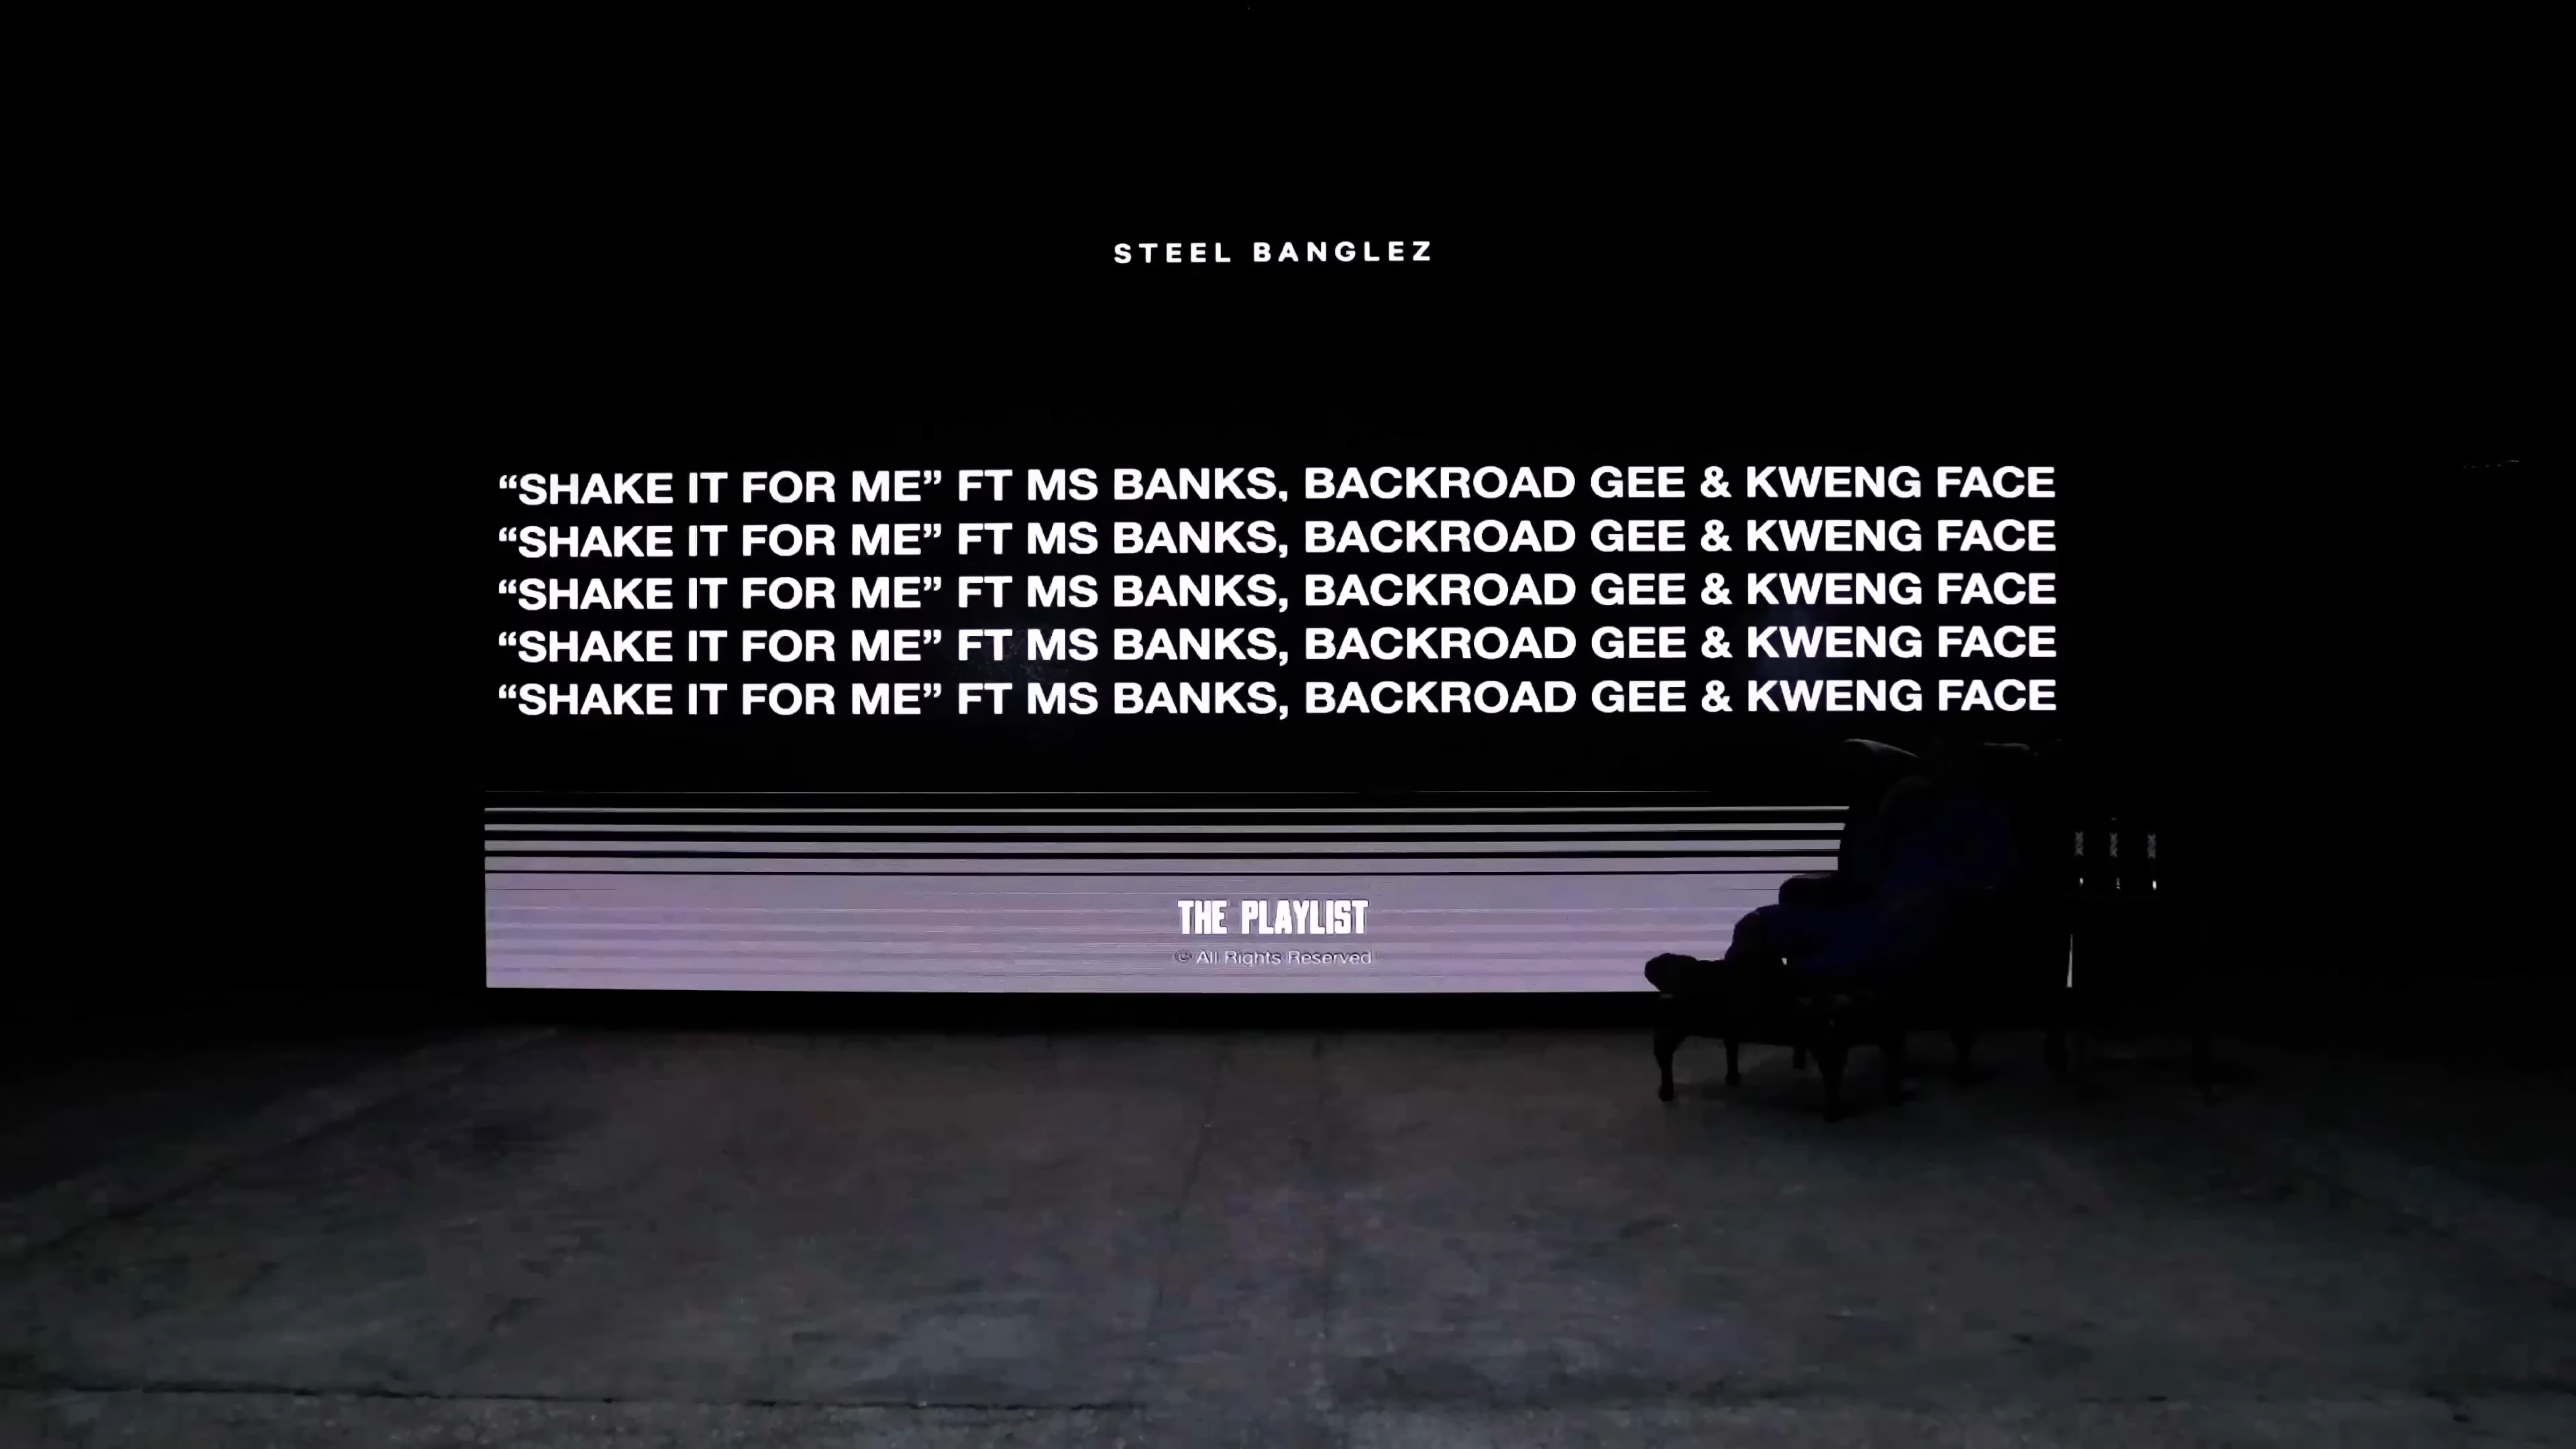 STEEL BANGLEZ
“SHAKE IT FOR ME” FT MS BANKS, BACKROAD GEE & KWENG FACE
“SHAKE IT FOR ME” FT MS BANKS, BACKROAD GEE & KWENG FACE
“SHAKE IT FOR ME” FT MS BANKS, BACKROAD GEE & KWENG FACE
“SHAKE IT FOR ME” FT MS BANKS, BACKROAD GEE & KWENG FACE
“SHAKE IT FOR ME” FT MS BANKS, BACKROAD GEE & KWENG FACE
THE PLAYLIST
© All Rights Reserved